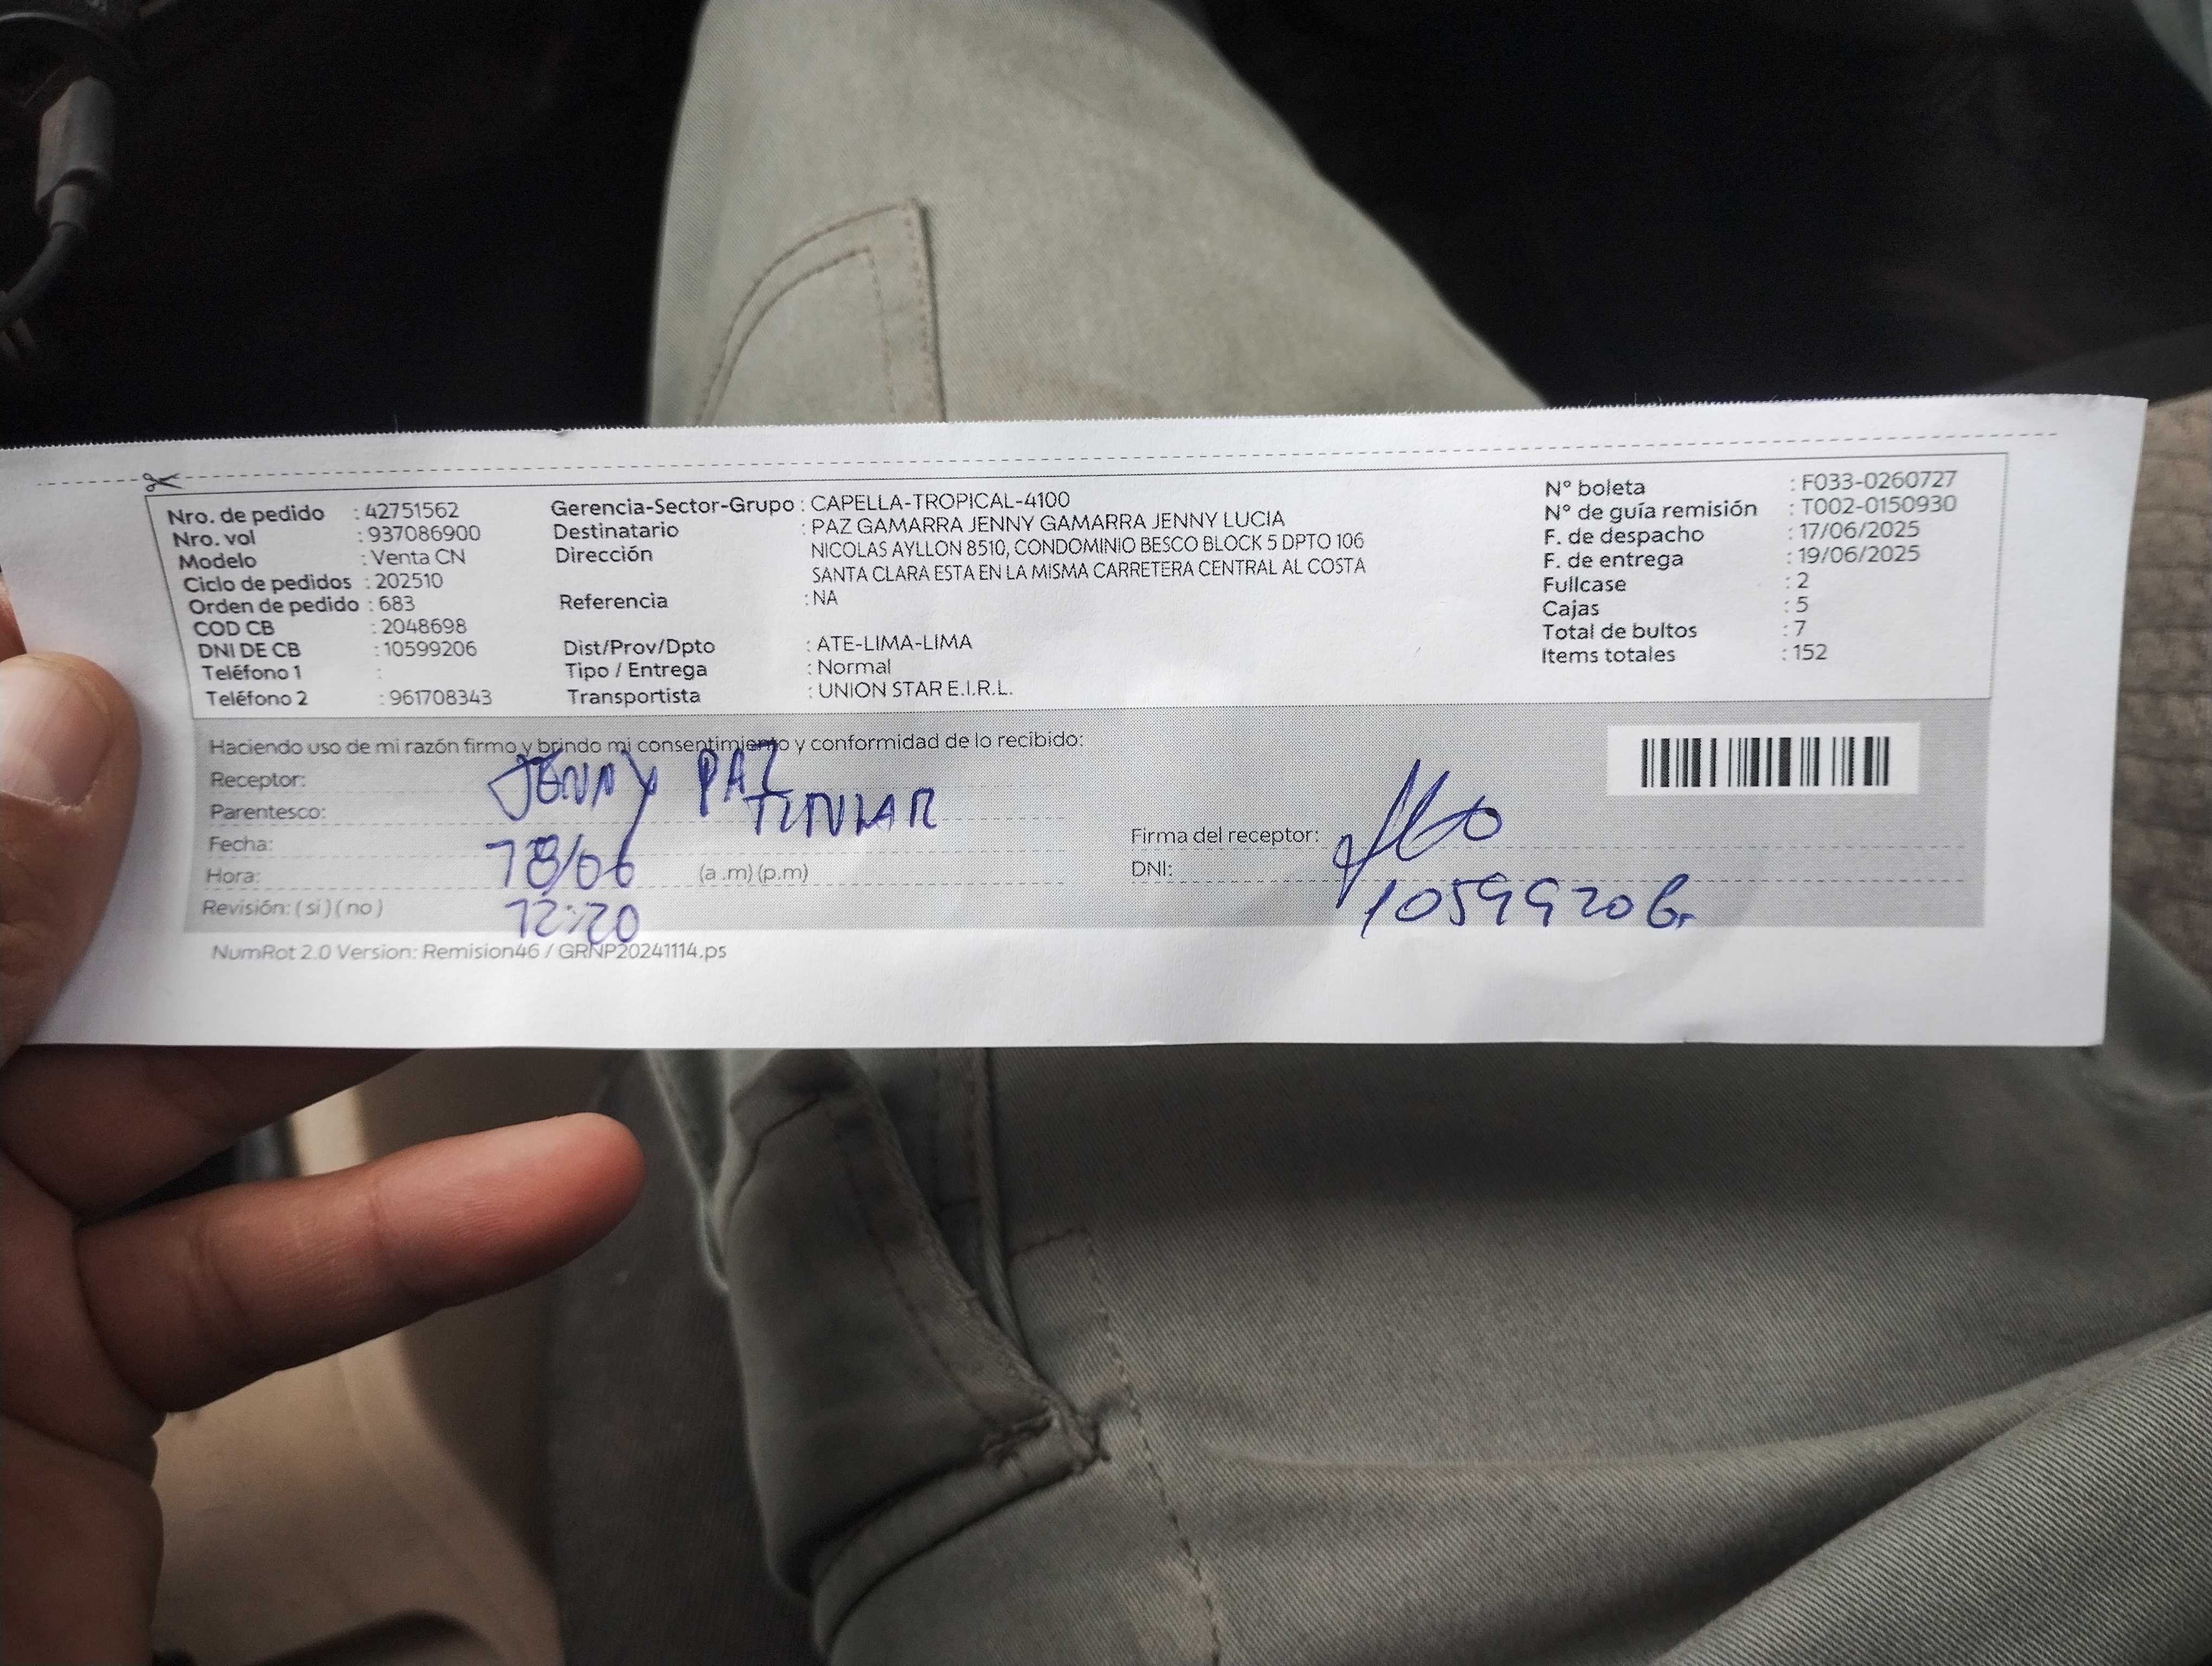 Nro. de pedido : 42751562
Nro. vol : 937086900
Modelo : Venta CN
Ciclo de pedidos : 202510
Orden de pedido : 683
COD CB : 2048698
DNI DE CB : 10599206
Teléfono 1 :
Teléfono 2 : 961708343
Gerencia-Sector-Grupo : CAPELLA-TROPICAL-4100
Destinatario : PAZ GAMARRA JENNY GAMARRA JENNY LUCIA
Dirección NICOLAS AYLLON 8510, CONDOMINIO BESCO BLOCK 5 DPTO 106
SANTA CLARA ESTA EN LA MISMA CARRETERA CENTRAL AL COSTA
Referencia : NA
Dist/Prov/Dpto : ATE-LIMA-LIMA
Tipo / Entrega : Normal
Transportista : UNION STAR E.I.R.L.
N° boleta : F033-0260727
N° de guía remisión : T002-0150930
F. de despacho : 17/06/2025
F. de entrega : 19/06/2025
Fullcase : 2
Cajas : 5
Total de bultos : 7
Items totales : 152
Haciendo uso de mi razón firmo y brindo mi consentimiento y conformidad de lo recibido:
Receptor: JENNY PAZ
Parentesco: TITULAR
Fecha: 18/06
Hora: (a .m) (p.m)
Revisión: ( si ) ( no ) 12:20
Firma del receptor:
DNI: 10599206
NumRot 2.0 Version: Remision46 / GRNP20241114.ps